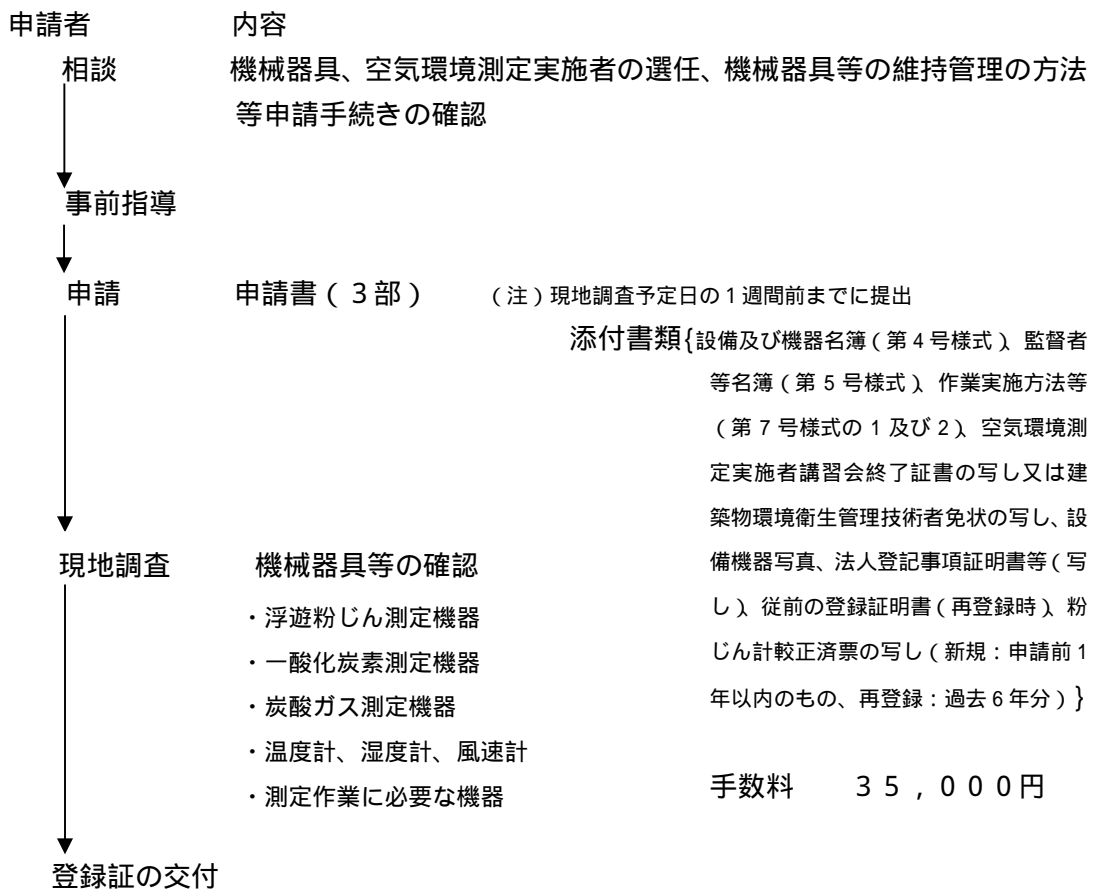 申請者　　　　　内容
相談　　　　　機械器具、空気環境測定実施者の選任、機械器具等の維持管理の方法
等申請手続きの確認
事前指導
申請　　　　　申請書（３部）　　（注）現地調査予定日の１週間前までに提出
添付書類{設備及び機器名簿（第４号様式）、監督者
等名簿（第５号様式）、作業実施方法等
（第７号様式の１及び２）、空気環境測
定実施者講習会終了証書の写し又は建
築物環境衛生管理技術者免状の写し、設
備機器写真、法人登記事項証明書等（写
し）、従前の登録証明書（再登録時）、粉
じん計較正済票の写し（新規：申請前１
年以内のもの、再登録：過去６年分）}
現地調査　　　　機械器具等の確認
・浮遊粉じん測定機器
・一酸化炭素測定機器
・炭酸ガス測定機器
・温度計、湿度計、風速計
・測定作業に必要な機器
手数料　　３５，０００円
登録証の交付